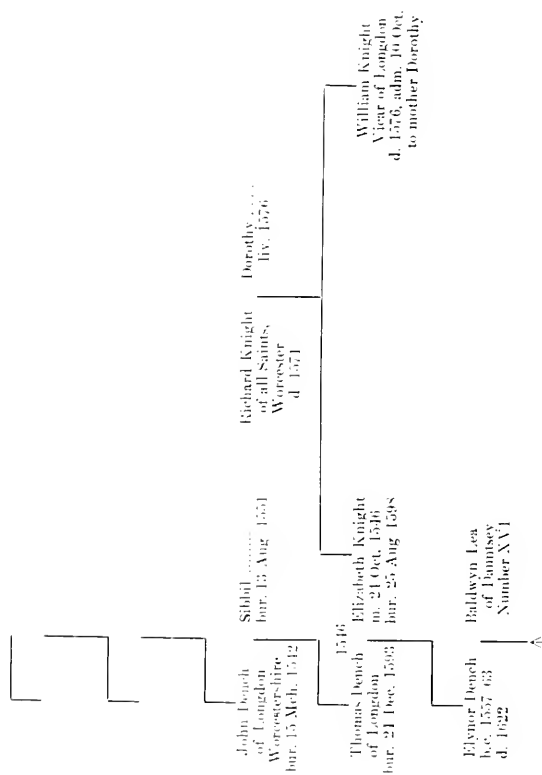 John Dench
of Longdon
Worcestershire
bur. 15 Mch. 1542
Sibbil ..........
bur. 13 Aug 1551
Richard Knight
of all Saints,
Worcester
d 1571
Dorothy .....
liv. 1576
1546
Thomas Dench
of Longdon
bur. 21 Dec. 1593
Elizabeth Knight
m. 21 Oct. 1546
bur. 25 Aug 1598
William Knight
Vicar of Longdon
d. 1576, adm. 10 Oct.
to mother Dorothy
Elynor Dench
b.c. 1557-63
d. 1622
Baldwyn Lea
of Danntsey
Number XVI